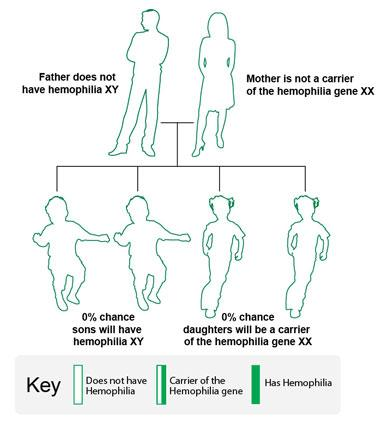 Father does not
have hemophilia XY
Mother is not a carrier
of the hemophilia gene XX
0% chance
sons will have
hemophilia XY
0% chance
daughters will be a carrier
of the hemophilia gene XX
Key
Does not have
Hemophilia
Carrier of the
Hemophilia gene
Has Hemophilia